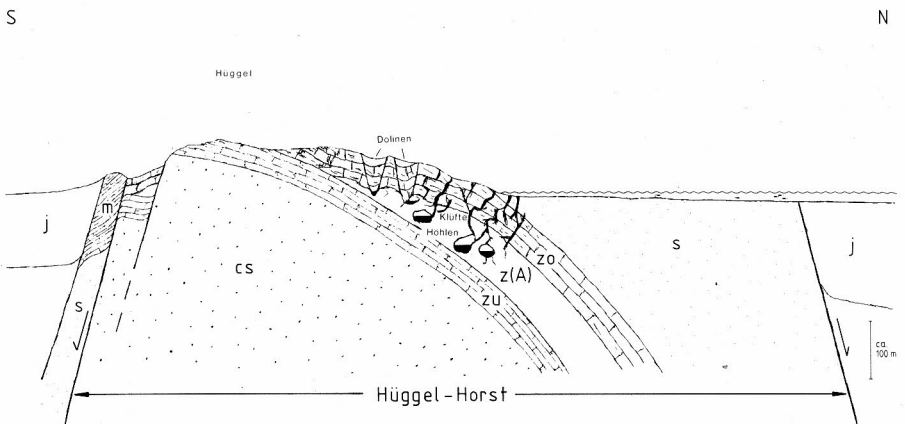 S
N
Hüggel
Dolinen
j
m
Klüfte
Höhlen
s
zo
j
cs
z(A)
zu
s
ca.
100 m
Hüggel-Horst